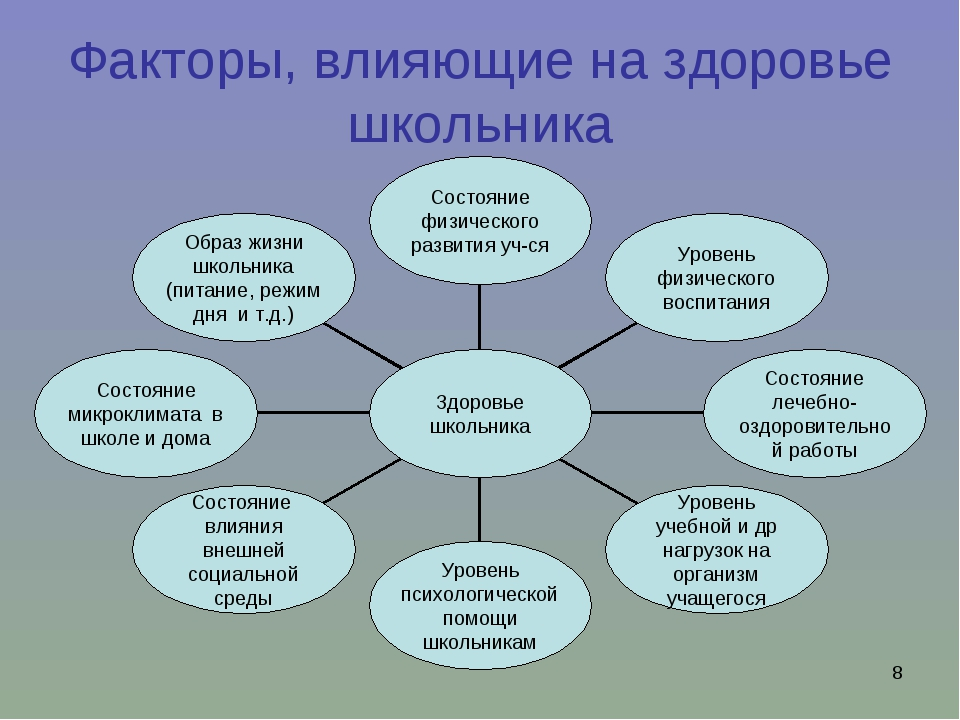 Факторы, влияющие на здоровье
школьника
Состояние
физического
развития уч-ся
Образ жизни
школьника
(питание, режим
дня и т.д.)
Уровень
физического
воспитания
Состояние
микроклимата в
школе и дома
Здоровье
школьника
Состояние
лечебно-
оздоровительно
й работы
Состояние
влияния
внешней
социальной
среды
Уровень
психологической
помощи
школьникам
Уровень
учебной и др
нагрузок на
организм
учащегося
8